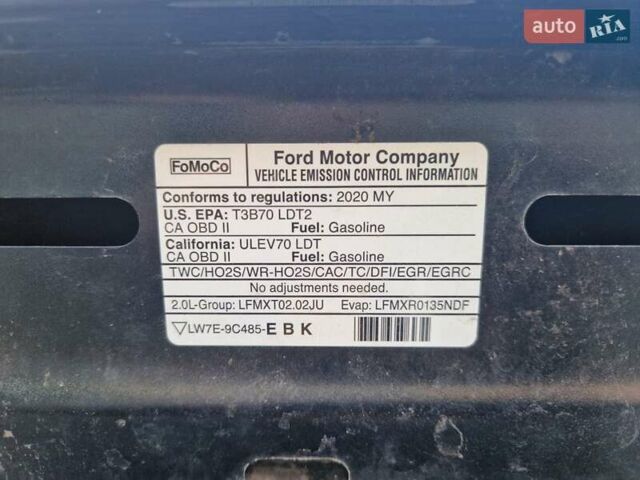 auto RIA.com
FoMoCo
Ford Motor Company
VEHICLE EMISSION CONTROL INFORMATION
Conforms to regulations: 2020 MY
U.S. EPA: T3B70 LDT2
CA OBD II Fuel: Gasoline
California: ULEV70 LDT
CA OBD II Fuel: Gasoline
TWC/HO2S/WR-HO2S/CAC/TC/DFI/EGR/EGRC
No adjustments needed.
2.0L-Group: LFMXT02.02JU Evap: LFMXR0135NDF
LW7E-9C485-E B K